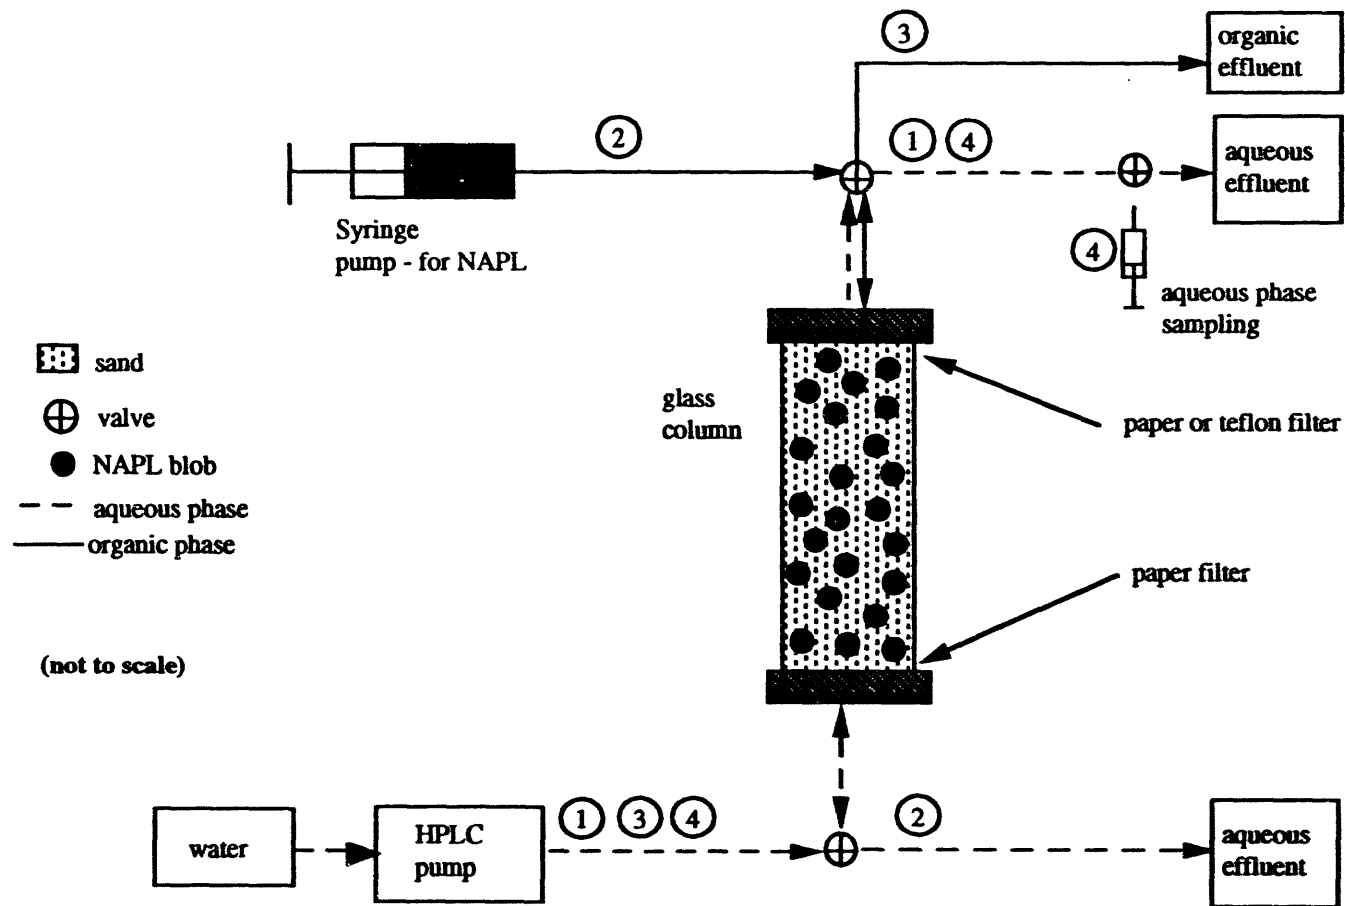 3
organic
effluent
2
1 4
aqueous
effluent
Syringe
pump - for NAPL
4
aqueous phase
sampling
sand
valve
NAPL blob
aqueous phase
organic phase
glass
column
paper or teflon filter
paper filter
(not to scale)
water
HPLC
pump
1 3 4
2
aqueous
effluent